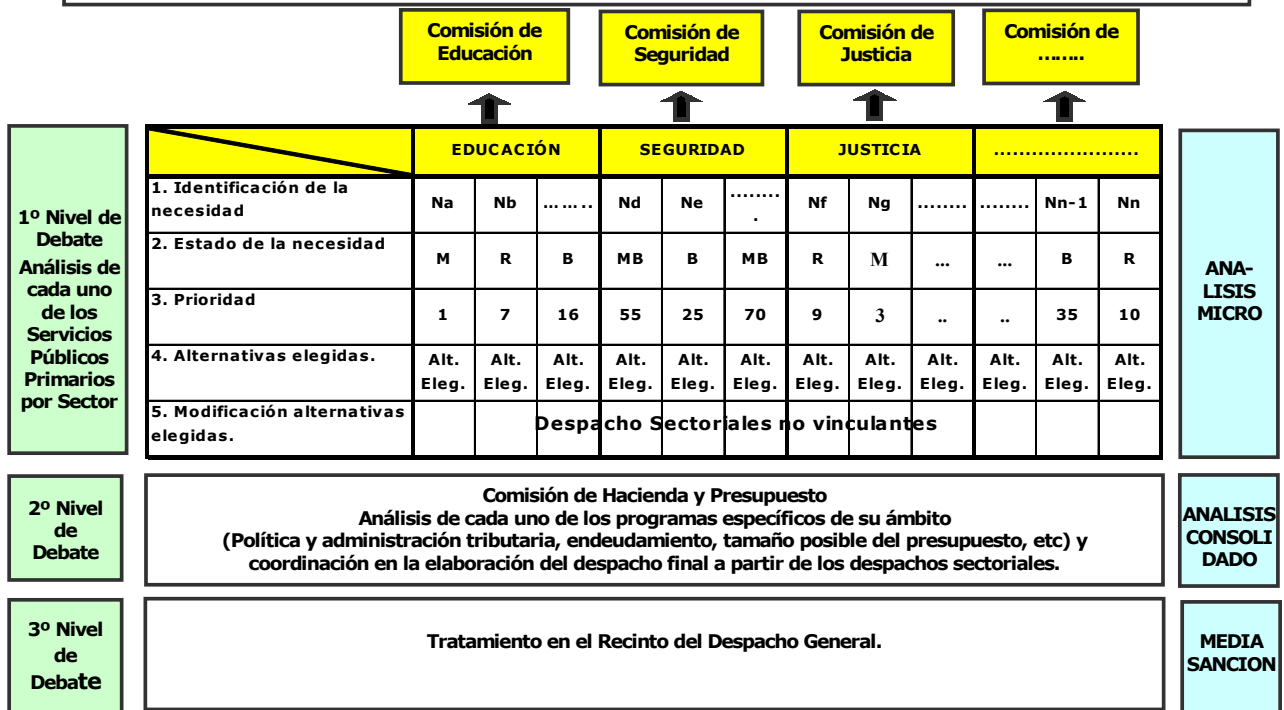 Comisión de
Educación
Comisión de
Seguridad
Comisión de
Justicia
Comisión de
........
1º Nivel de
Debate
Análisis de
cada uno
de los
Servicios
Públicos
Primarios
por Sector
EDUCACIÓN SEGURIDAD JUSTICIA .......................
1. Identificación de la
necesidad
Na Nb ... ... .. Nd Ne ........
.
Nf Ng ........ ........ Nn-1 Nn
2. Estado de la necesidad
M R B MB B MB R M ... ... B R
3. Prioridad
1 7 16 55 25 70 9 3 .. .. 35 10
4. Alternativas elegidas.
Alt. Alt. Alt. Alt. Alt. Alt. Alt. Alt. Alt. Alt. Alt. Alt.
Eleg. Eleg. Eleg. Eleg. Eleg. Eleg. Eleg. Eleg. Eleg. Eleg. Eleg. Eleg.
5. Modificación alternativas
elegidas.
Despacho Sectoriales no vinculantes
ANA-
LISIS
MICRO
2º Nivel
de
Debate
Comisión de Hacienda y Presupuesto
Análisis de cada uno de los programas específicos de su ámbito
(Política y administración tributaria, endeudamiento, tamaño posible del presupuesto, etc) y
coordinación en la elaboración del despacho final a partir de los despachos sectoriales.
ANALISIS
CONSOLI
DADO
3º Nivel
de
Debate
Tratamiento en el Recinto del Despacho General.
MEDIA
SANCION